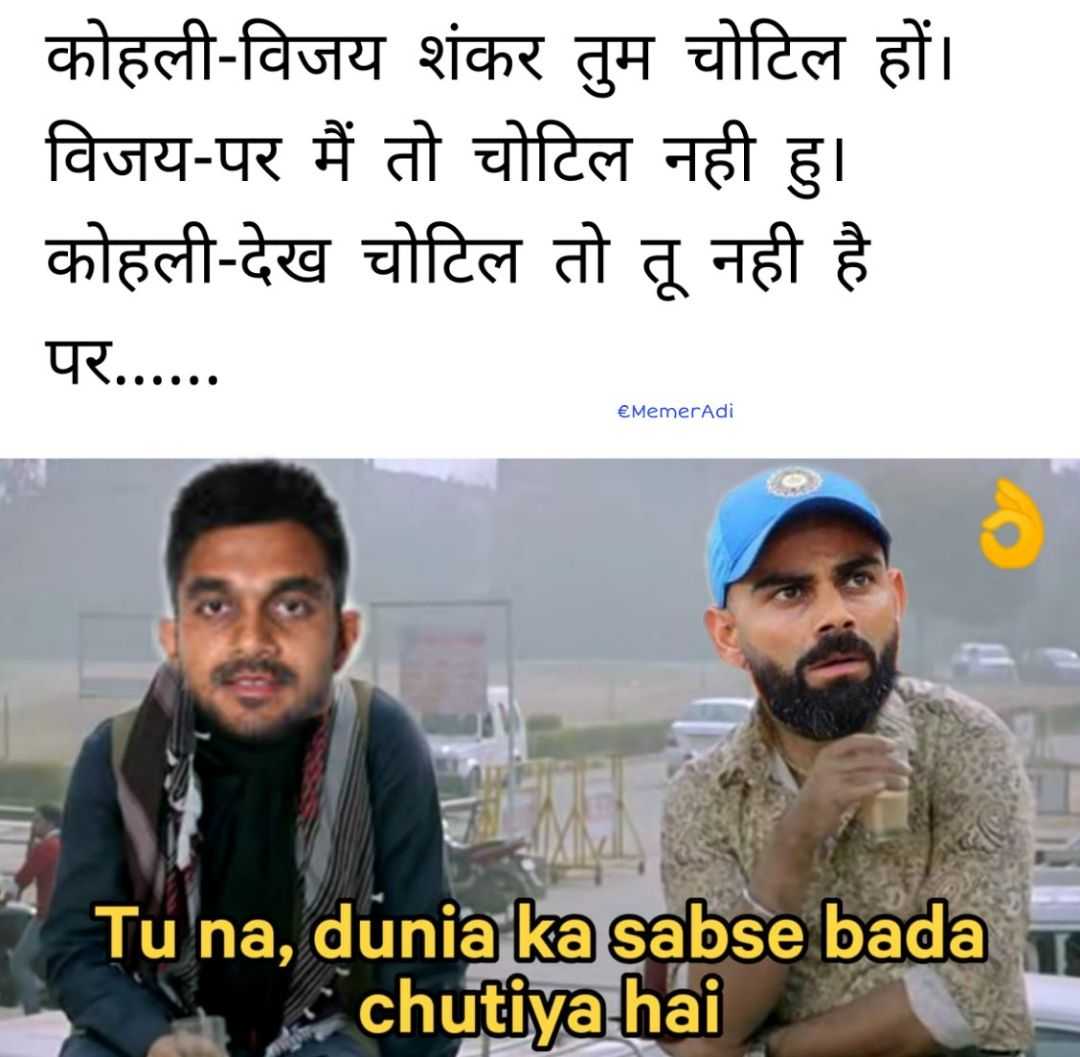 कोहली-विजय शंकर तुम चोटिल हों।
विजय-पर मैं तो चोटिल नही हु।
कोहली-देख चोटिल तो तू नही है
पर......
€MemerAdi
Tu na, dunia ka sabse bada
chutiya hai